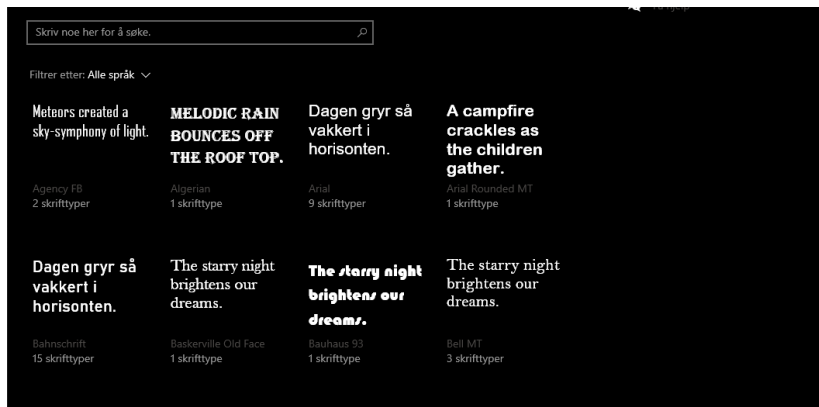 Få hjelp
Skriv noe her for å søke.
Filtrer etter: Alle språk
Meteors created a
sky-symphony of light.
Agency FB
2 skrifttyper
MELODIC RAIN
BOUNCES OFF
THE ROOF TOP.
Algerian
1 skrifttype
Dagen gryr så
vakkert i
horisonten.
Arial
9 skrifttyper
A campfire
crackles as
the children
gather.
Arial Rounded MT
1 skrifttype
Dagen gryr så
vakkert i
horisonten.
Bahnschrift
15 skrifttyper
The starry night
brightens our
dreams.
Baskerville Old Face
1 skrifttype
The starry night
brightens our
dreams.
Bauhaus 93
1 skrifttype
The starry night
brightens our
dreams.
Bell MT
3 skrifttyper